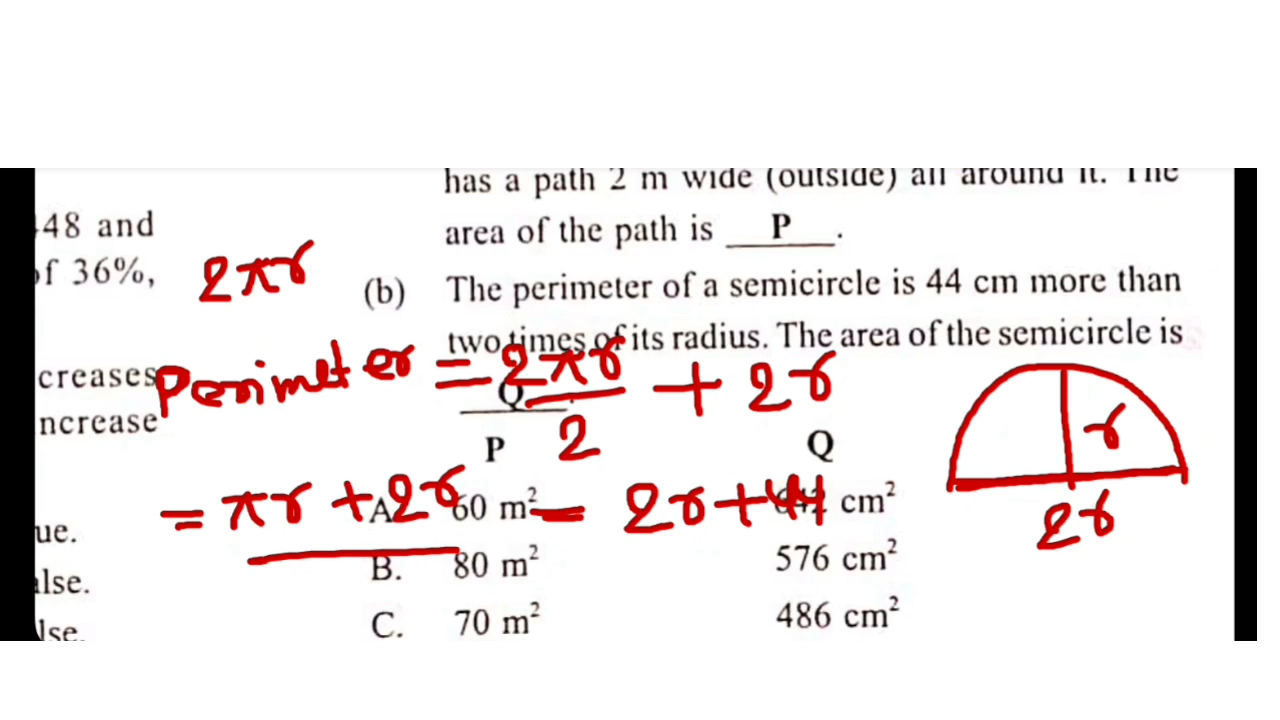 has a path 2 m wide (outside) all around it. The
48 and
area of the path is P .
of 36%,
2πr
(b) The perimeter of a semicircle is 44 cm more than
two times of its radius. The area of the semicircle is
creases
Perimeter = 2πr/2 + 2r
Q .
ncrease
r
P Q
2r
= πr + 2r = 2r + 44
A. 60 m² cm²
ue.
B. 80 m² 576 cm²
alse.
C. 70 m² 486 cm²
lse.